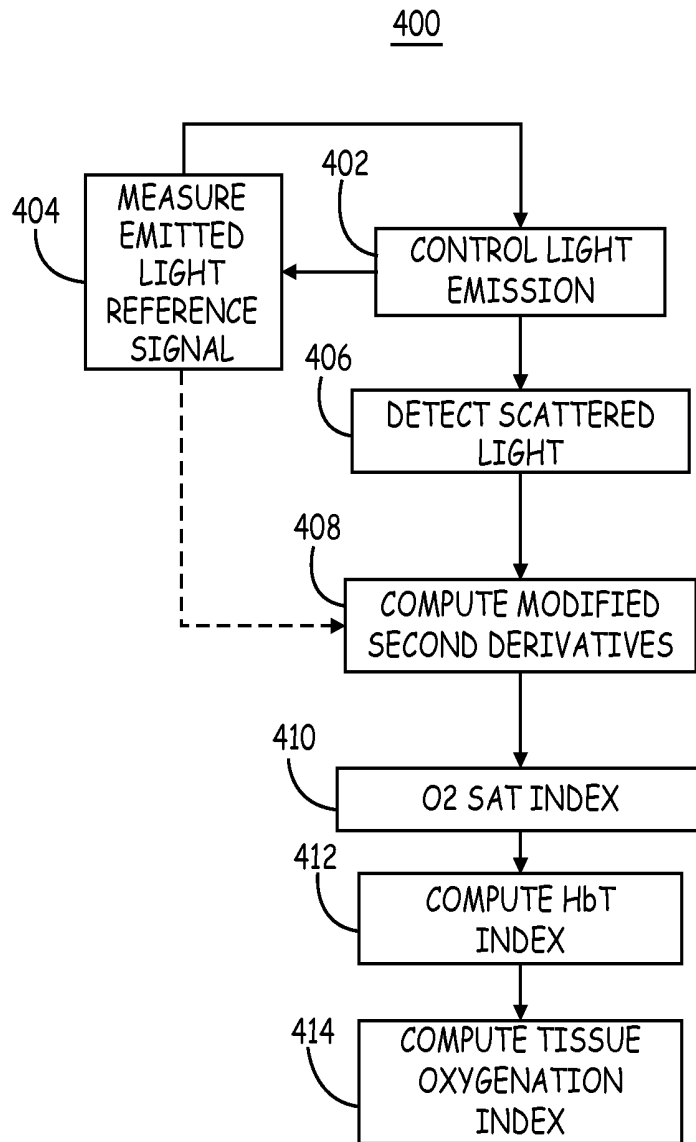 400
402
404
MEASURE
EMITTED
LIGHT
REFERENCE
SIGNAL
CONTROL LIGHT
EMISSION
406
DETECT SCATTERED
LIGHT
408
COMPUTE MODIFIED
SECOND DERIVATIVES
410
O2 SAT INDEX
412
COMPUTE HbT
INDEX
414
COMPUTE TISSUE
OXYGENATION
INDEX